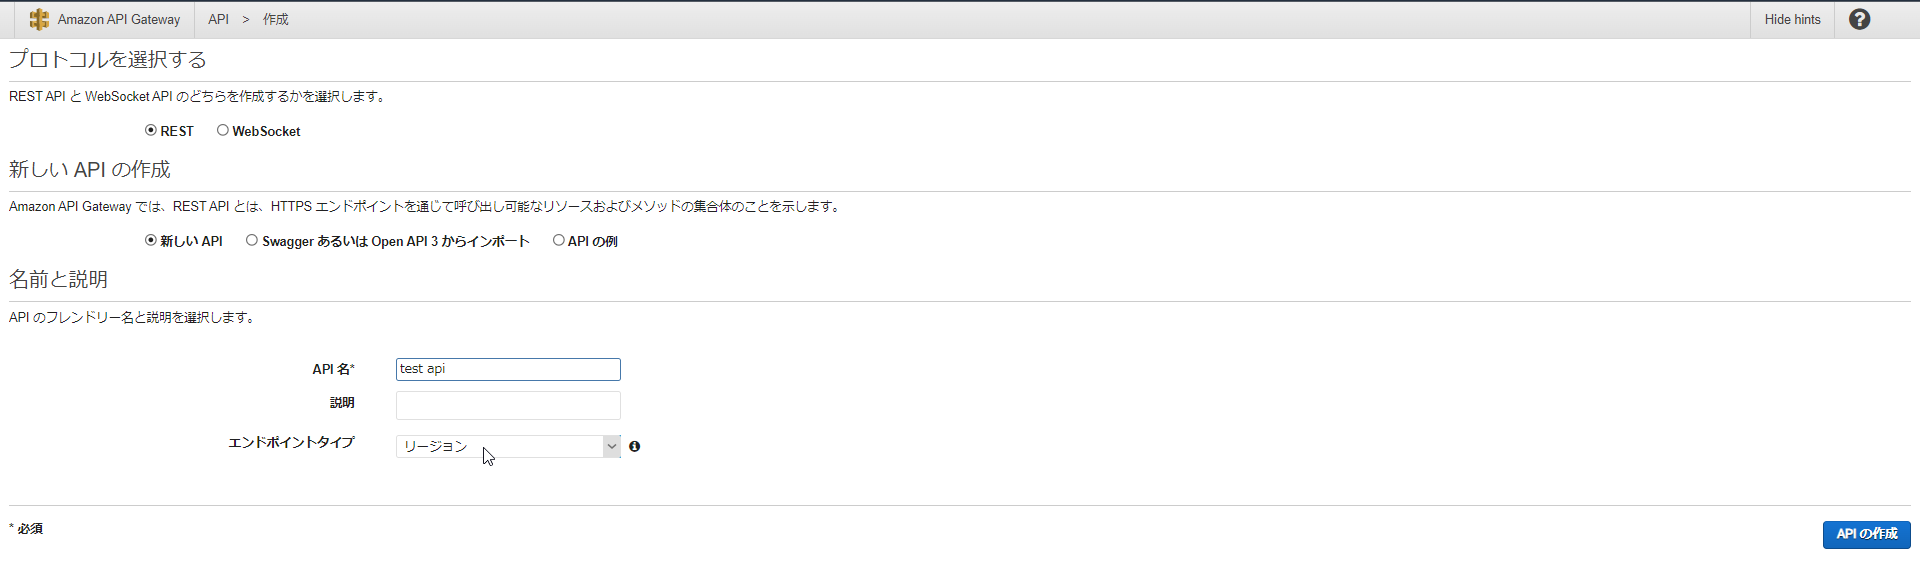 Amazon API Gateway API > 作成 Hide hints ?
プロトコルを選択する
REST API と WebSocket API のどちらを作成するかを選択します。
REST WebSocket
新しい API の作成
Amazon API Gateway では、REST API とは、HTTPS エンドポイントを通じて呼び出し可能なリソースおよびメソッドの集合体のことを示します。
新しい API Swagger あるいは Open API 3 からインポート API の例
名前と説明
API のフレンドリー名と説明を選択します。
API 名* test api
説明
エンドポイントタイプ リージョン
* 必須
API の作成